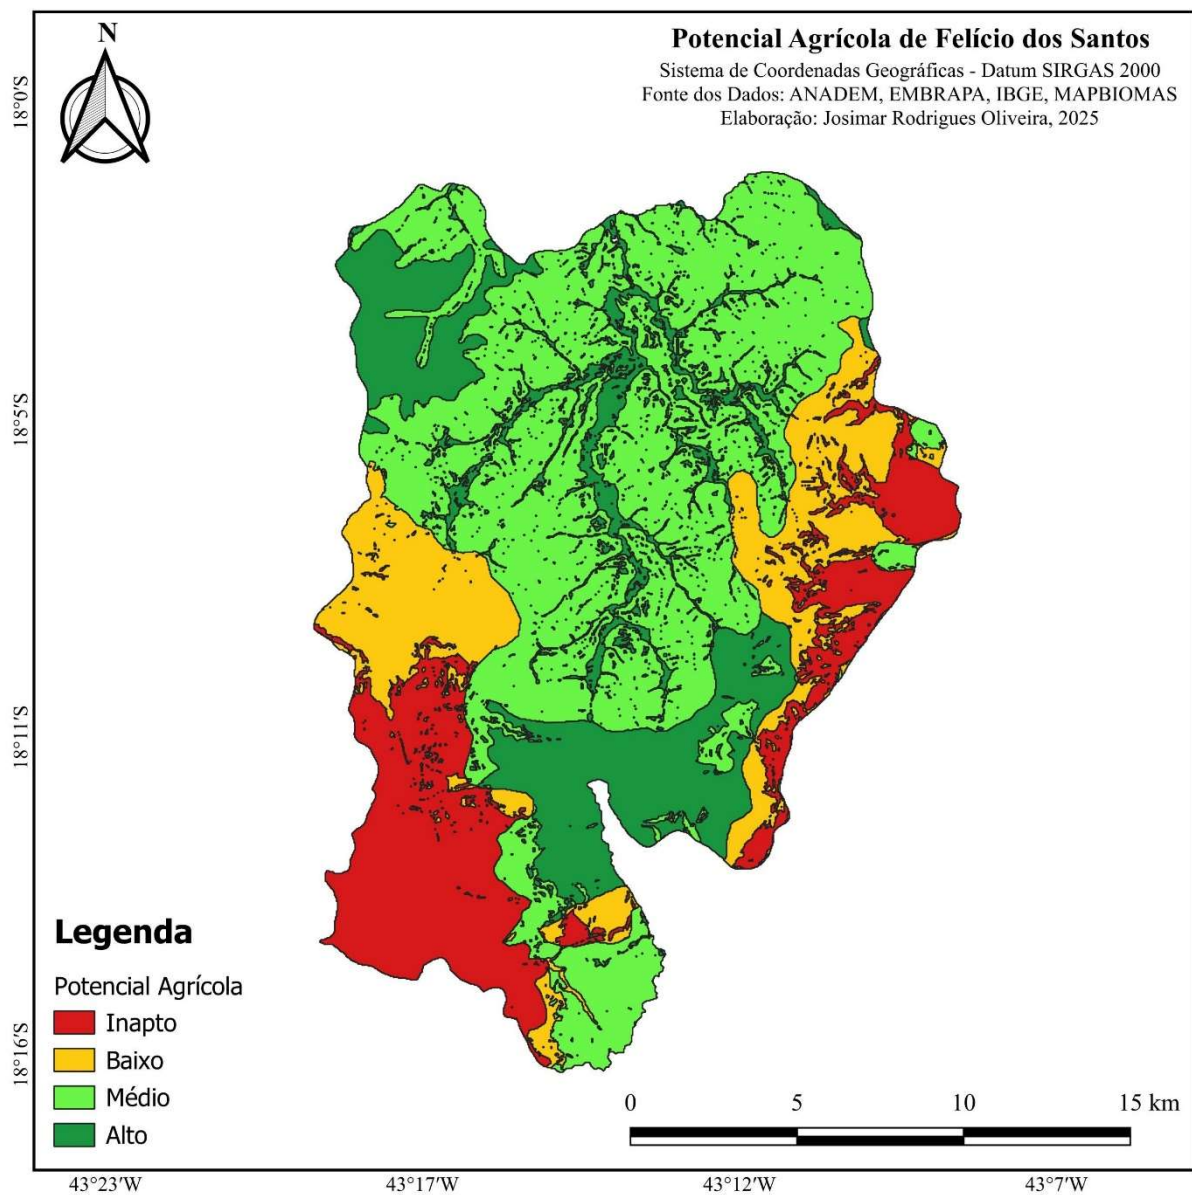 N
Potencial Agrícola de Felício dos Santos
Sistema de Coordenadas Geográficas - Datum SIRGAS 2000
Fonte dos Dados: ANADEM, EMBRAPA, IBGE, MAPBIOMAS
Elaboração: Josimar Rodrigues Oliveira, 2025
18°0'S
18°5'S
18°11'S
18°16'S
Legenda
Potencial Agrícola
Inapto
Baixo
Médio
Alto
0 5 10 15 km
43°23'W 43°17'W 43°12'W 43°7'W